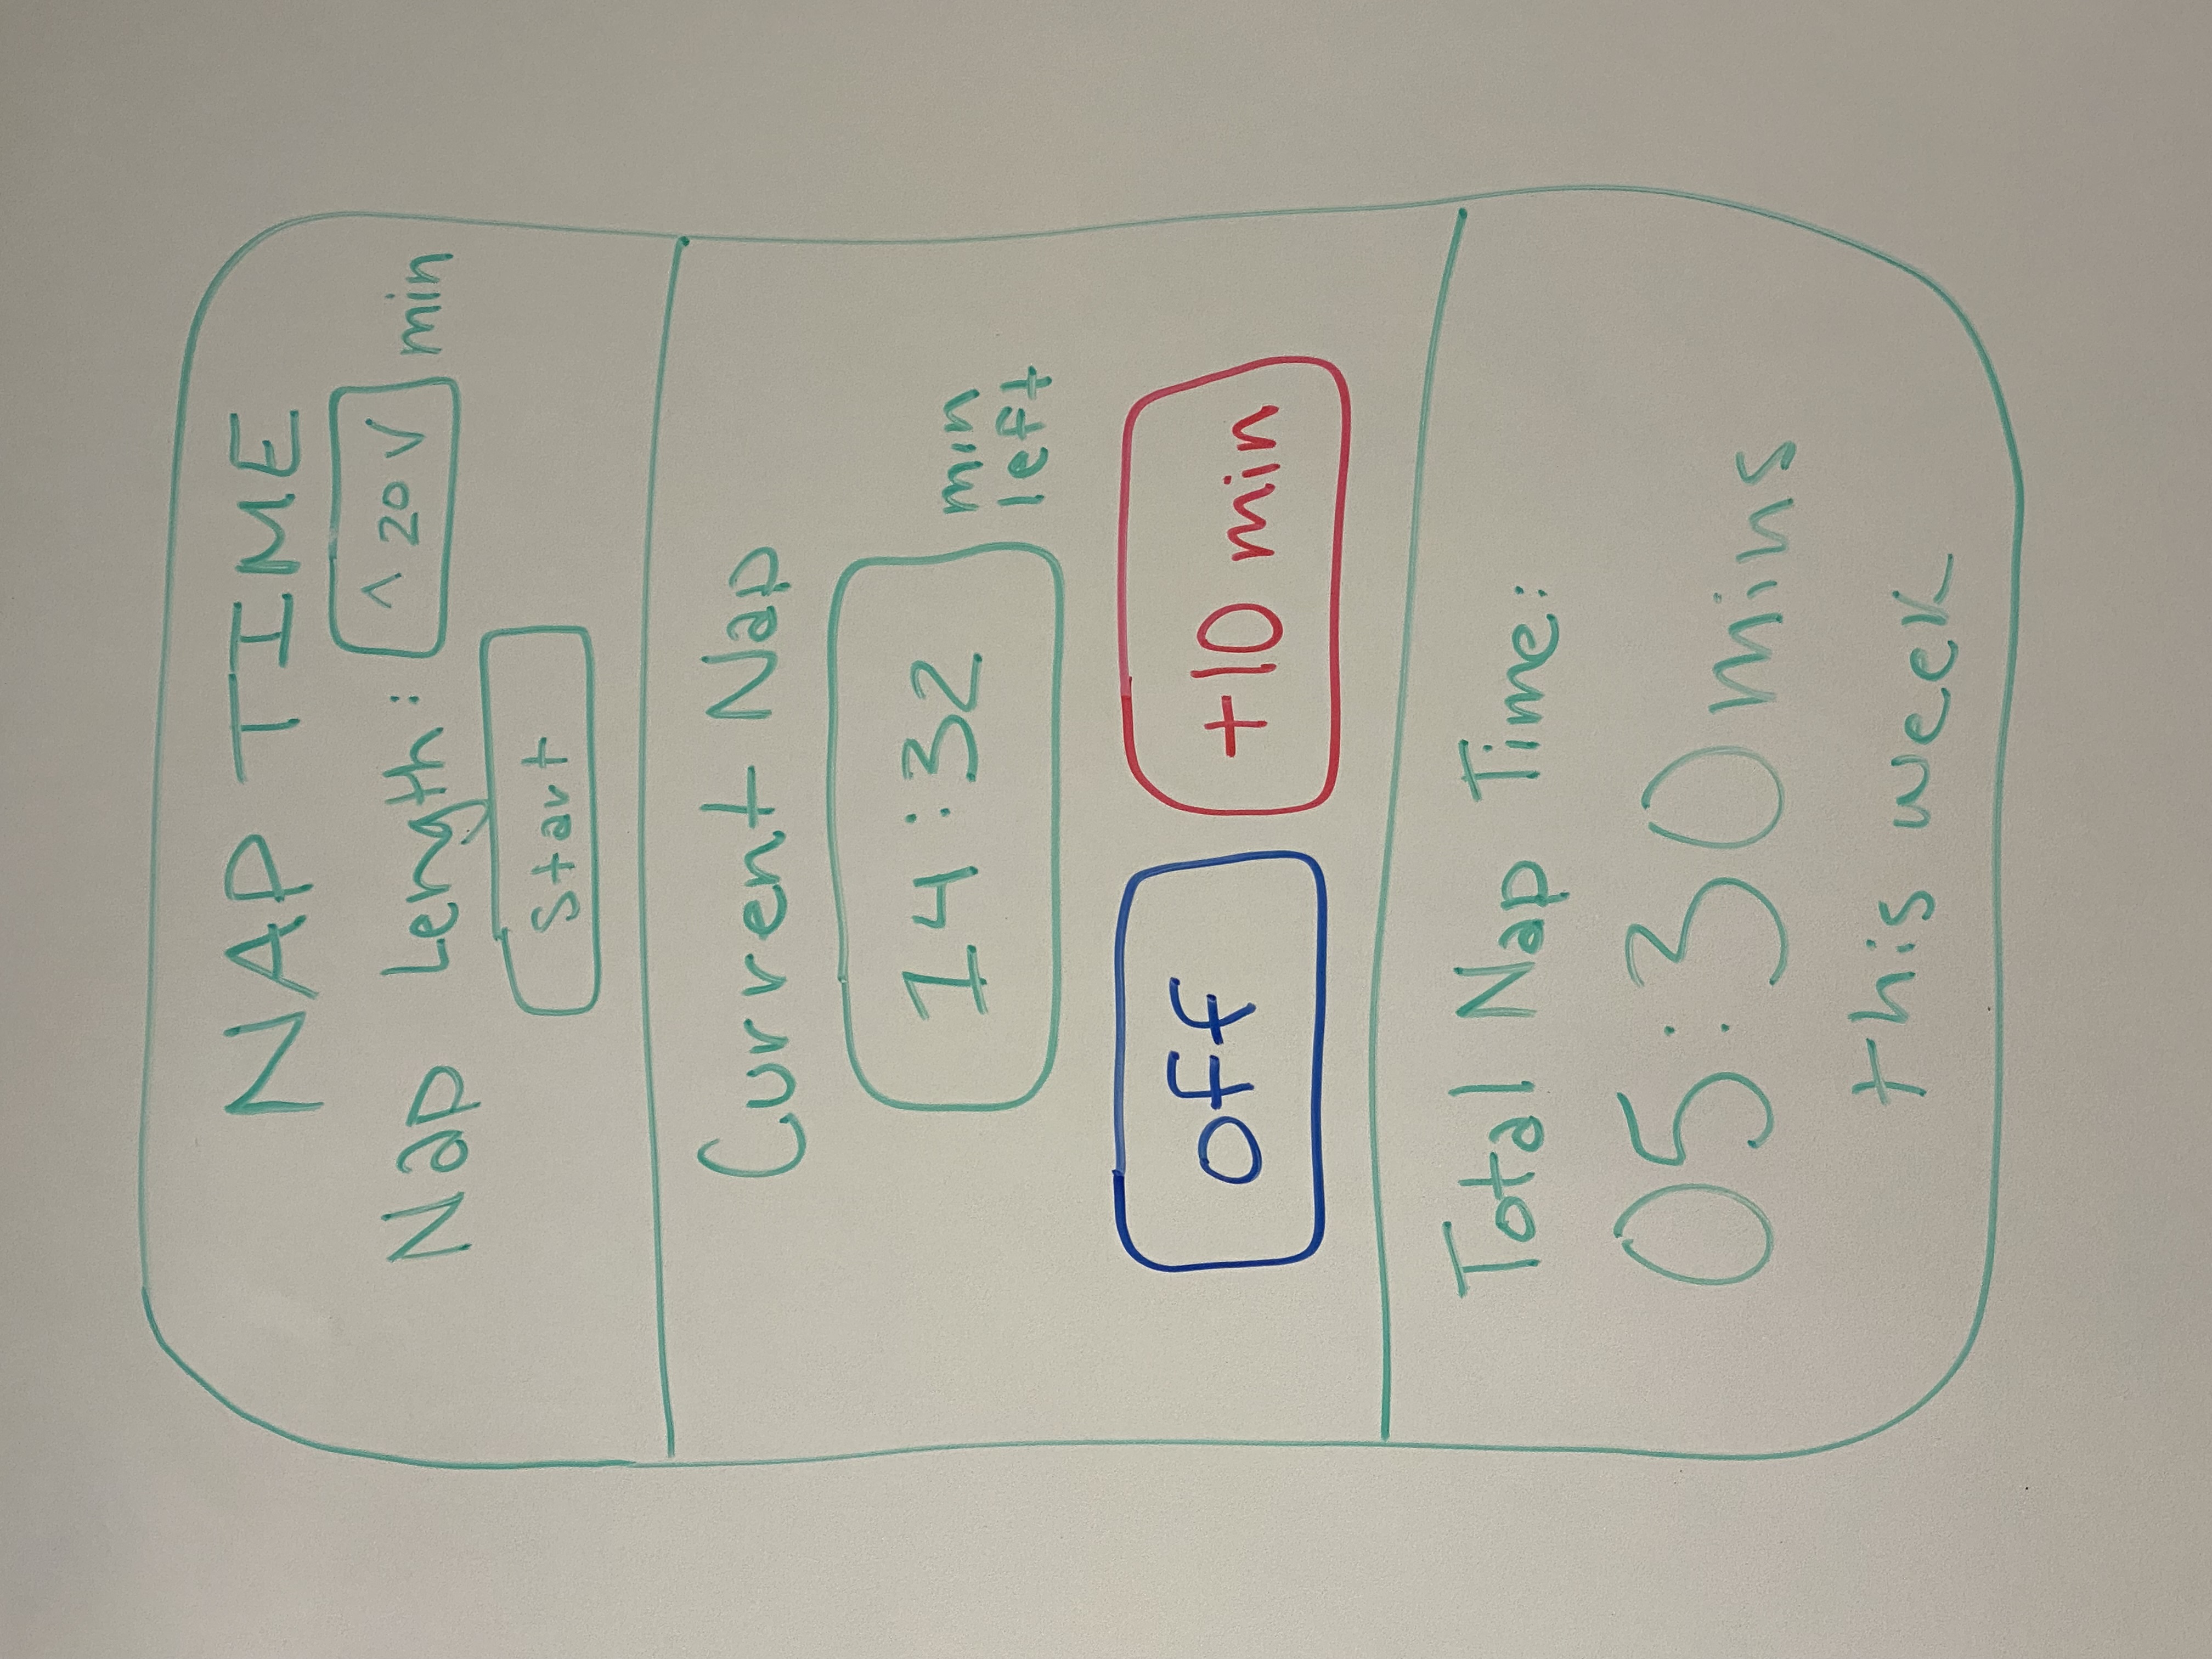 NAP TIME
Nap Length: ^ 20 V min
Start
Current Nap
14:32 min left
off
+10 min
Total Nap Time:
05:30 mins
this week